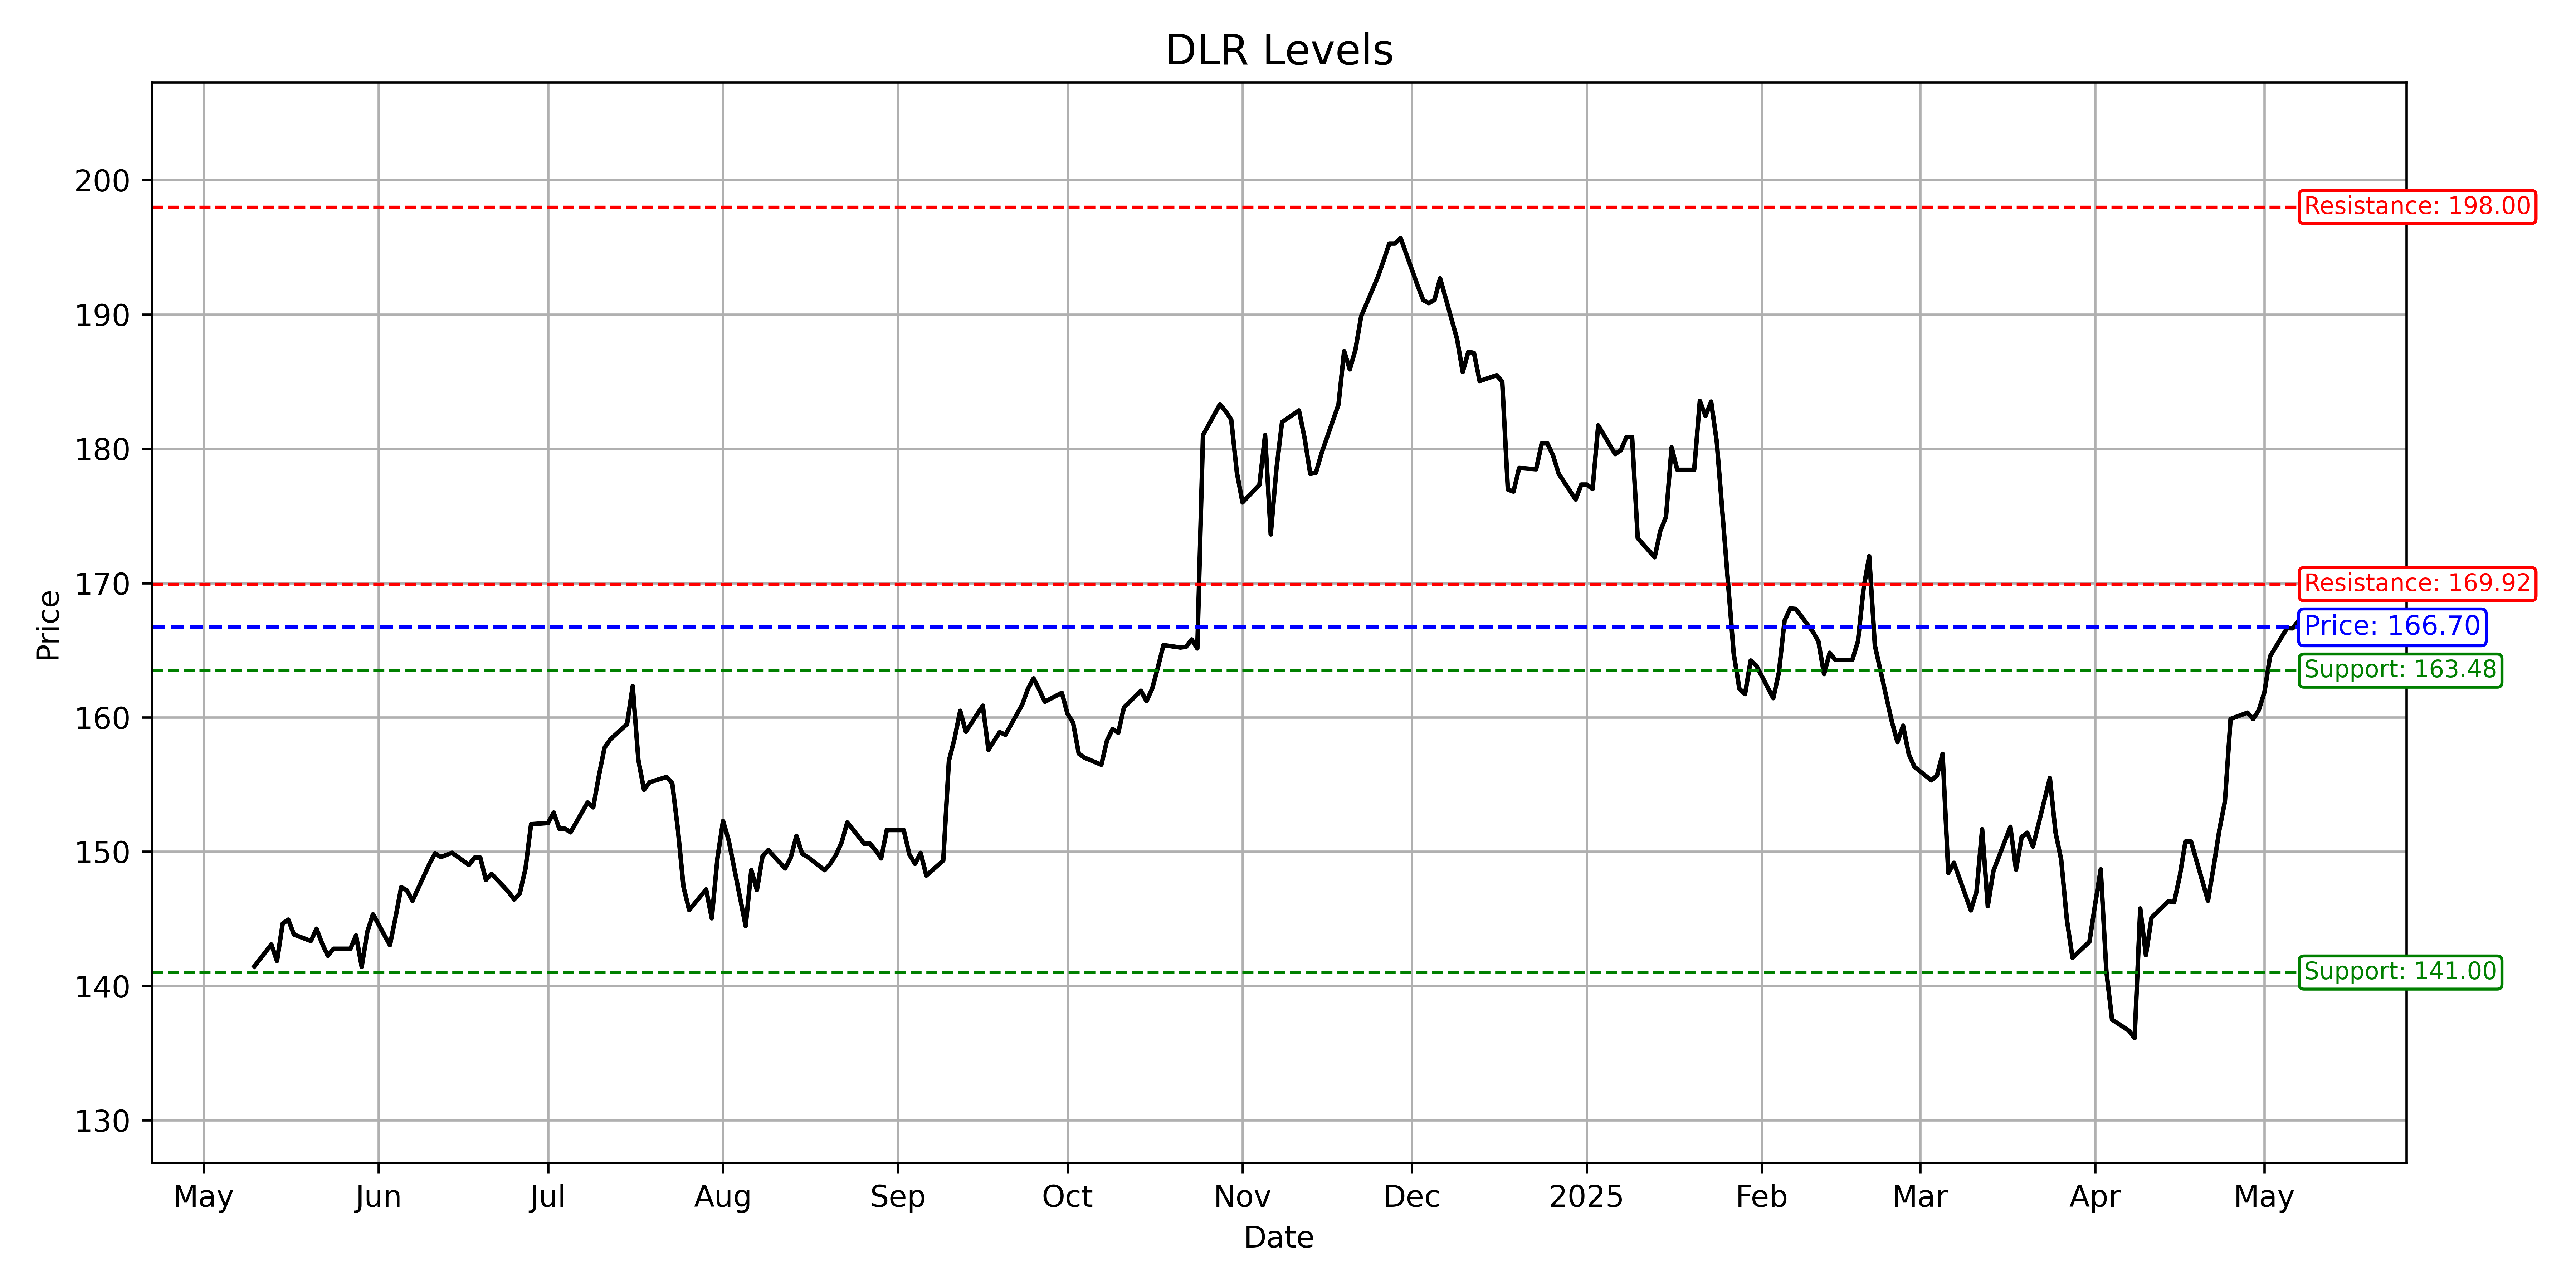 DLR Levels
200
190
180
170
160
150
140
130
Price
Resistance: 198.00
Resistance: 169.92
Price: 166.70
Support: 163.48
Support: 141.00
May Jun Jul Aug Sep Oct Nov Dec 2025 Feb Mar Apr May
Date